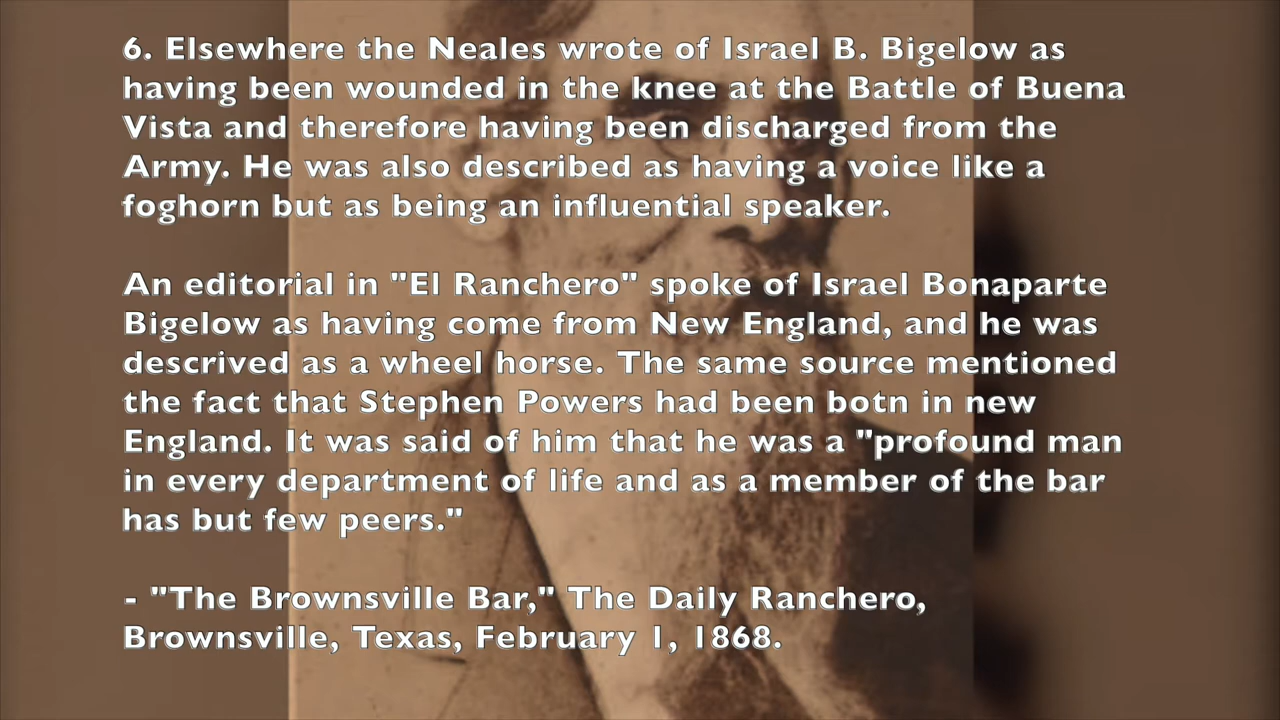 6. Elsewhere the Neales wrote of Israel B. Bigelow as
having been wounded in the knee at the Battle of Buena
Vista and therefore having been discharged from the
Army. He was also described as having a voice like a
foghorn but as being an influential speaker.
An editorial in "El Ranchero" spoke of Israel Bonaparte
Bigelow as having come from New England, and he was
descrived as a wheel horse. The same source mentioned
the fact that Stephen Powers had been botn in new
England. It was said of him that he was a "profound man
in every department of life and as a member of the bar
has but few peers."
- "The Brownsville Bar," The Daily Ranchero,
Brownsville, Texas, February 1, 1868.